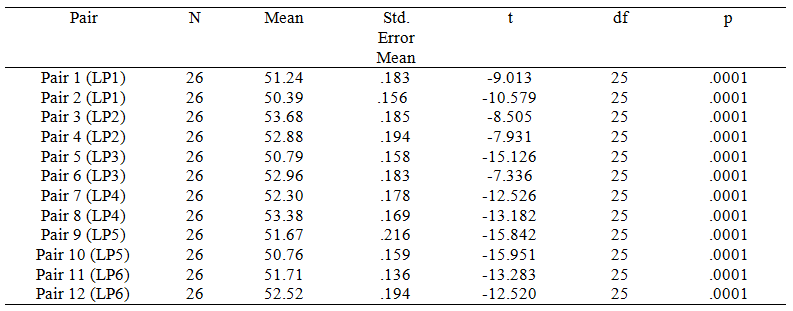 Pair N Mean Std. Error Mean t df p
Pair 1 (LP1) 26 51.24 .183 -9.013 25 .0001
Pair 2 (LP1) 26 50.39 .156 -10.579 25 .0001
Pair 3 (LP2) 26 53.68 .185 -8.505 25 .0001
Pair 4 (LP2) 26 52.88 .194 -7.931 25 .0001
Pair 5 (LP3) 26 50.79 .158 -15.126 25 .0001
Pair 6 (LP3) 26 52.96 .183 -7.336 25 .0001
Pair 7 (LP4) 26 52.30 .178 -12.526 25 .0001
Pair 8 (LP4) 26 53.38 .169 -13.182 25 .0001
Pair 9 (LP5) 26 51.67 .216 -15.842 25 .0001
Pair 10 (LP5) 26 50.76 .159 -15.951 25 .0001
Pair 11 (LP6) 26 51.71 .136 -13.283 25 .0001
Pair 12 (LP6) 26 52.52 .194 -12.520 25 .0001